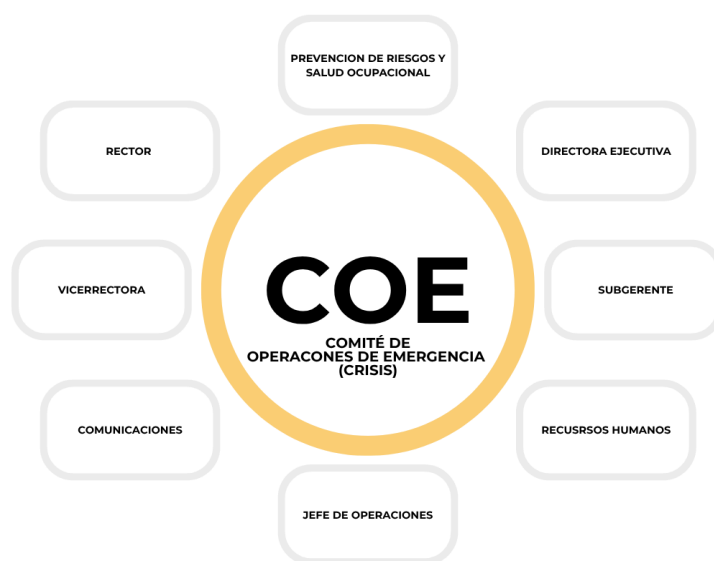 PREVENCION DE RIESGOS Y
SALUD OCUPACIONAL
RECTOR
DIRECTORA EJECUTIVA
VICERRECTORA
SUBGERENTE
COE
COMITÉ DE
OPERACONES DE EMERGENCIA
(CRISIS)
COMUNICACIONES
RECUSRSOS HUMANOS
JEFE DE OPERACIONES